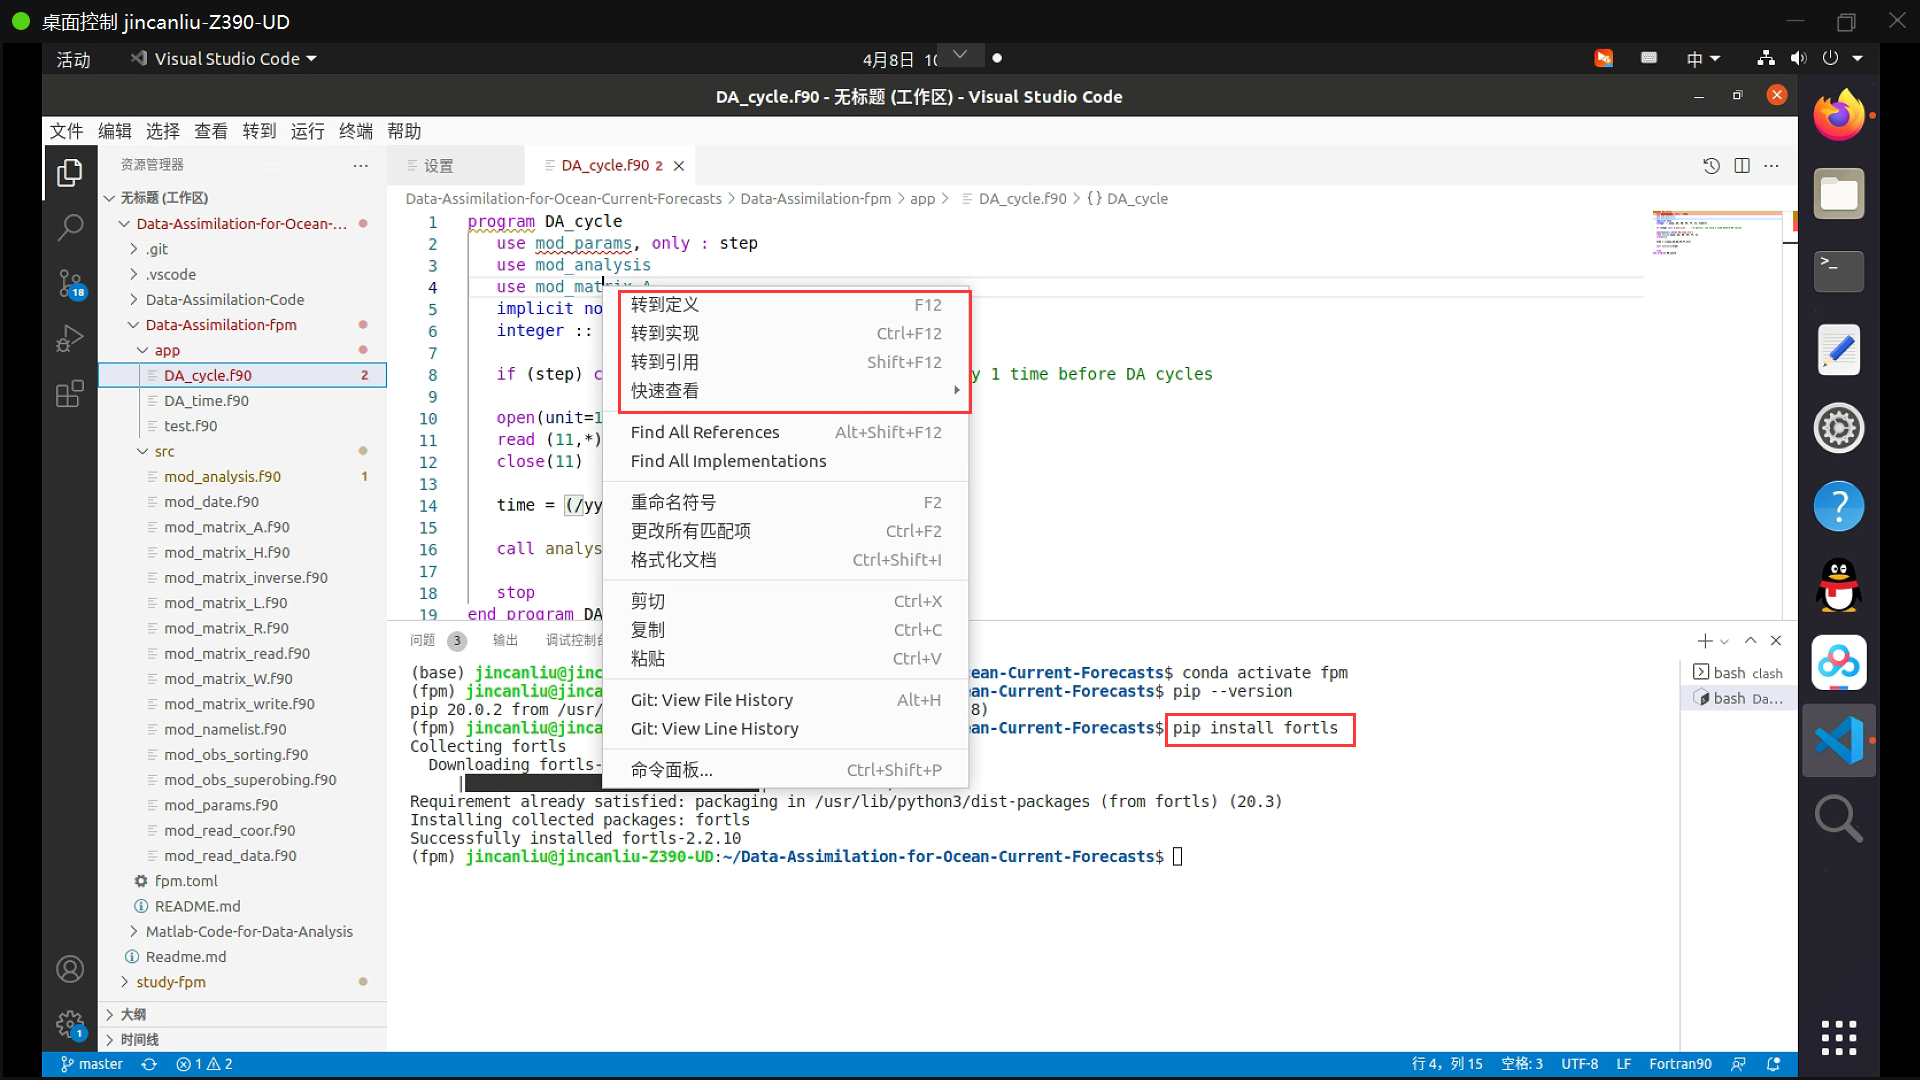 桌面控制 jincanliu-Z390-UD
活动
Visual Studio Code
4月8日
中
DA_cycle.f90 - 无标题 (工作区) - Visual Studio Code
文件 编辑 选择 查看 转到 运行 终端 帮助
资源管理器
无标题 (工作区)
Data-Assimilation-for-Ocean-...
.git
.vscode
Data-Assimilation-Code
Data-Assimilation-fpm
app
DA_cycle.f90 2
DA_time.f90
test.f90
src
mod_analysis.f90 1
mod_date.f90
mod_matrix_A.f90
mod_matrix_H.f90
mod_matrix_inverse.f90
mod_matrix_L.f90
mod_matrix_R.f90
mod_matrix_read.f90
mod_matrix_W.f90
mod_matrix_write.f90
mod_namelist.f90
mod_obs_sorting.f90
mod_obs_superobing.f90
mod_params.f90
mod_read_coor.f90
mod_read_data.f90
fpm.toml
README.md
Matlab-Code-for-Data-Analysis
Readme.md
study-fpm
大纲
时间线
18
1
设置
DA_cycle.f90 2
Data-Assimilation-for-Ocean-Current-Forecasts > Data-Assimilation-fpm > app > DA_cycle.f90 > {} DA_cycle
1 program DA_cycle
2 use mod_params, only : step
3 use mod_analysis
4 use mod_matrix_A
5 implicit no
6 integer ::
7
8 if (step) c y 1 time before DA cycles
9
10 open(unit=1
11 read (11,*)
12 close(11)
13
14 time = (/yy
15
16 call analys
17
18 stop
19 end program DA
转到定义 F12
转到实现 Ctrl+F12
转到引用 Shift+F12
快速查看
Find All References Alt+Shift+F12
Find All Implementations
重命名符号 F2
更改所有匹配项 Ctrl+F2
格式化文档 Ctrl+Shift+I
剪切 Ctrl+X
复制 Ctrl+C
粘贴 Ctrl+V
Git: View File History Alt+H
Git: View Line History
命令面板... Ctrl+Shift+P
问题 3 输出 调试控制台
(base) jincanliu@jinc ean-Current-Forecasts$ conda activate fpm
(fpm) jincanliu@jinca ean-Current-Forecasts$ pip --version
pip 20.0.2 from /usr/ 8)
(fpm) jincanliu@jinca ean-Current-Forecasts$ pip install fortls
Collecting fortls
Downloading fortls-
Requirement already satisfied: packaging in /usr/lib/python3/dist-packages (from fortls) (20.3)
Installing collected packages: fortls
Successfully installed fortls-2.2.10
(fpm) jincanliu@jincanliu-Z390-UD:~/Data-Assimilation-for-Ocean-Current-Forecasts$
bash clash
bash Da...
master
1 2
行 4，列 15
空格: 3
UTF-8
LF
Fortran90